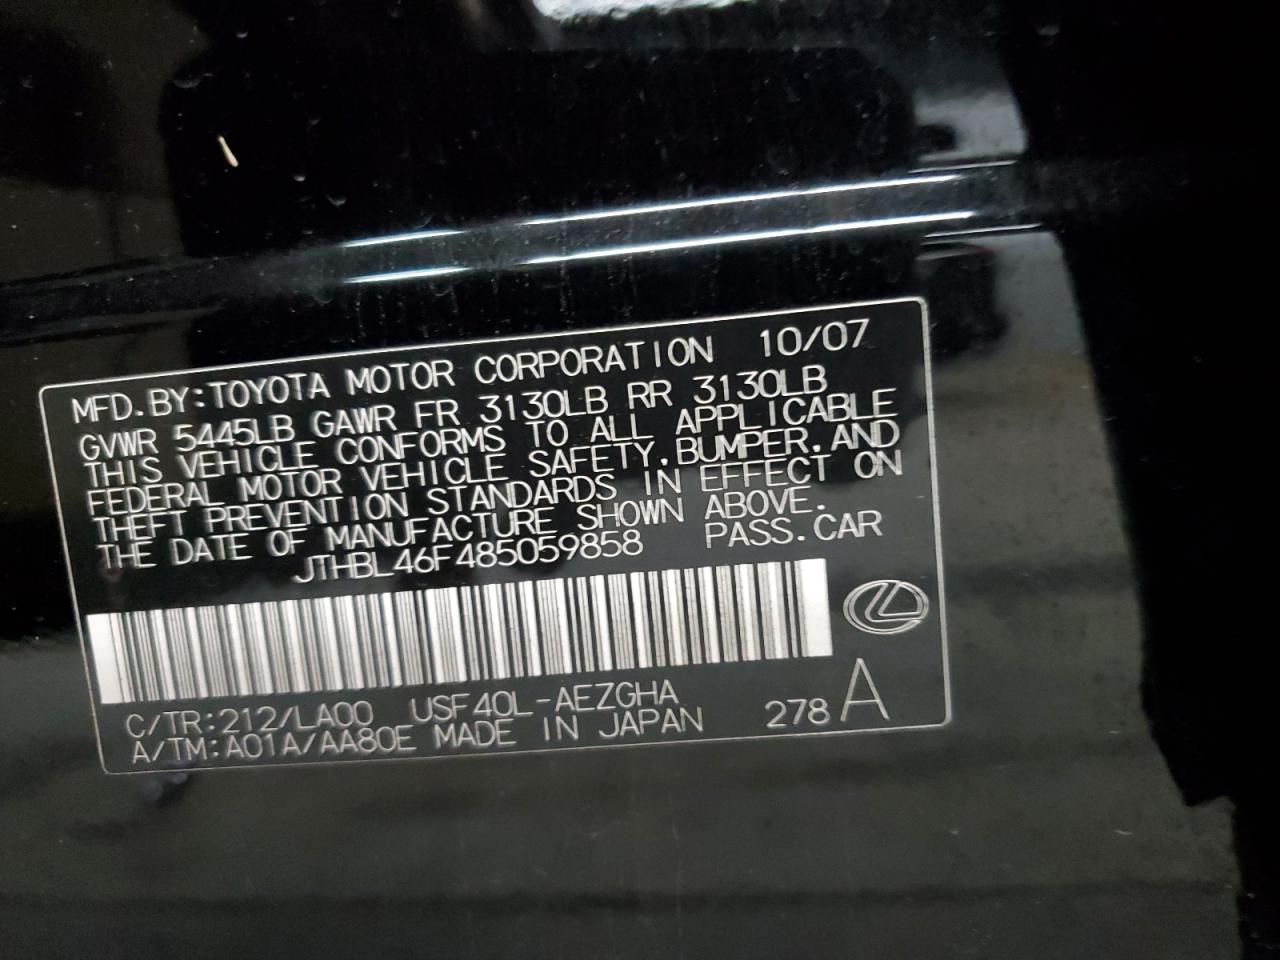 MFD.BY:TOYOTA MOTOR CORPORATION 10/07
GVWR 5445LB GAWR FR 3130LB RR 3130LB
THIS VEHICLE CONFORMS TO ALL APPLICABLE
FEDERAL MOTOR VEHICLE SAFETY,BUMPER,AND
THEFT PREVENTION STANDARDS IN EFFECT ON
THE DATE OF MANUFACTURE SHOWN ABOVE.
JTHBL46F485059858 PASS.CAR
C/TR:212/LA00 USF40L-AEZGHA
A/TM:A01A/AA80E MADE IN JAPAN 278 A